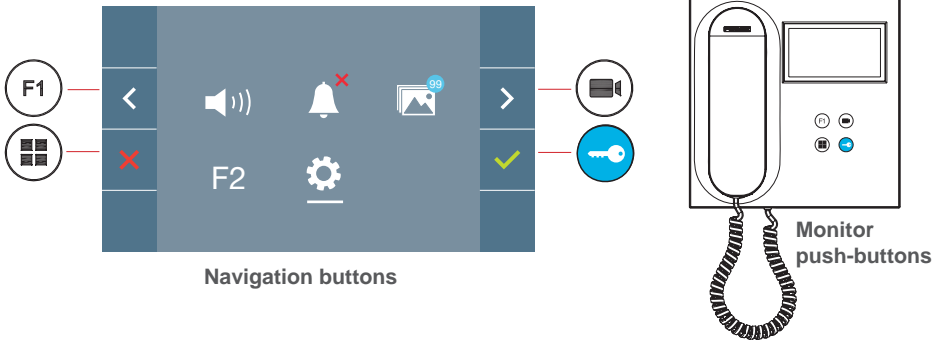 99
F1
F2
F1
Navigation buttons
Monitor
push-buttons